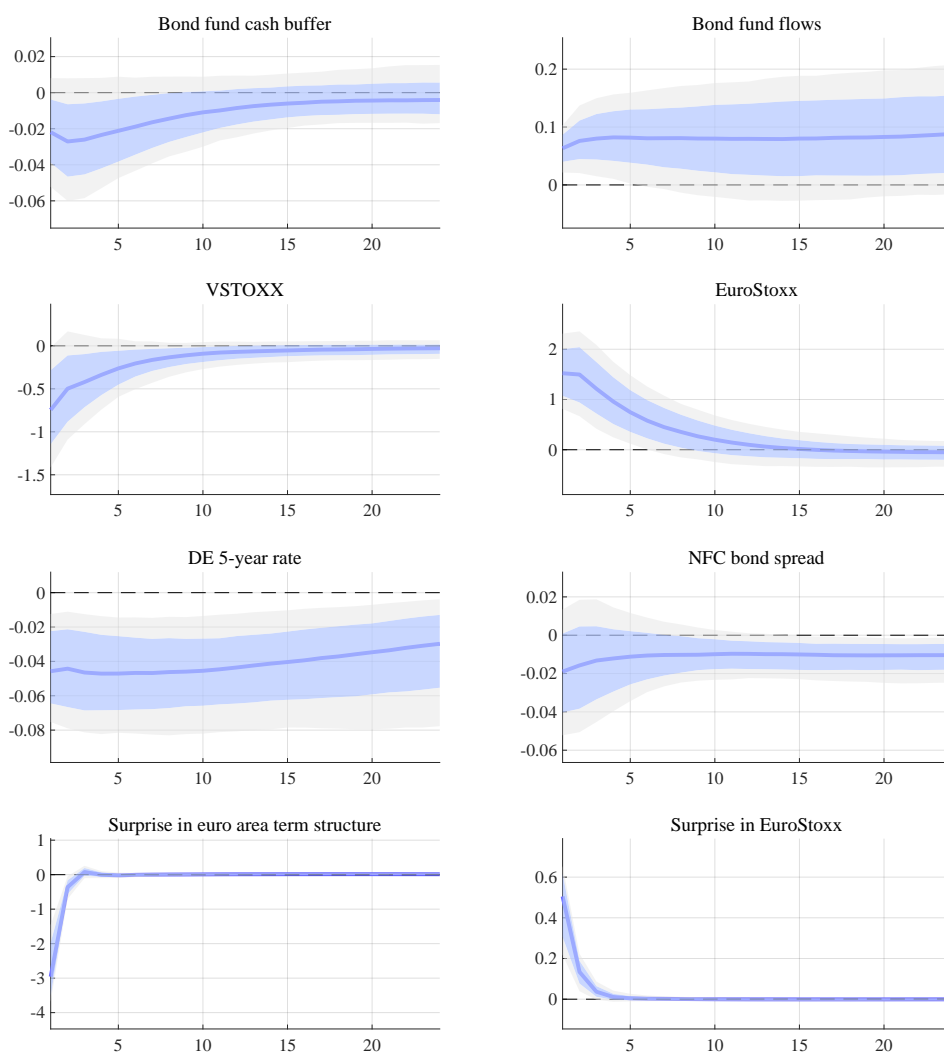 Bond fund cash buffer
0.02
0
-0.02
-0.04
-0.06
5 10 15 20
Bond fund flows
0.2
0.1
0
5 10 15 20
VSTOXX
0
-0.5
-1
-1.5
5 10 15 20
EuroStoxx
2
1
0
5 10 15 20
DE 5-year rate
0
-0.02
-0.04
-0.06
-0.08
5 10 15 20
NFC bond spread
0.02
0
-0.02
-0.04
-0.06
5 10 15 20
Surprise in euro area term structure
1
0
-1
-2
-3
-4
5 10 15 20
Surprise in EuroStoxx
0.6
0.4
0.2
0
5 10 15 20